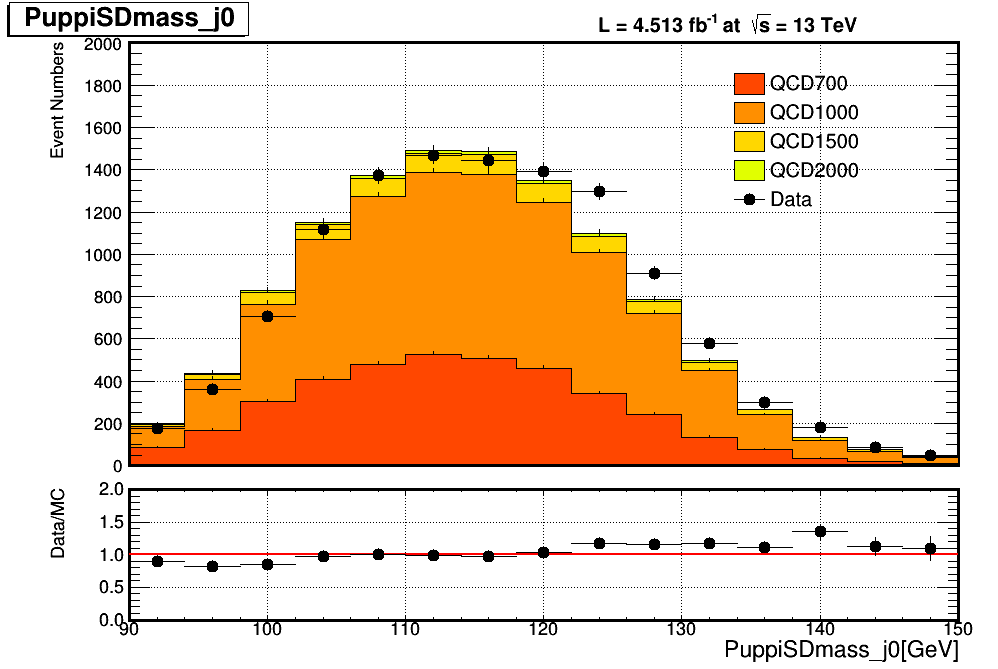 PuppiSDmass_j0
L = 4.513 fb⁻¹ at √s = 13 TeV
Event Numbers
2000
1800
1600
1400
1200
1000
800
600
400
200
0
QCD700
QCD1000
QCD1500
QCD2000
Data
Data/MC
2.0
1.5
1.0
0.5
0.0
90 100 110 120 130 140 150
PuppiSDmass_j0[GeV]